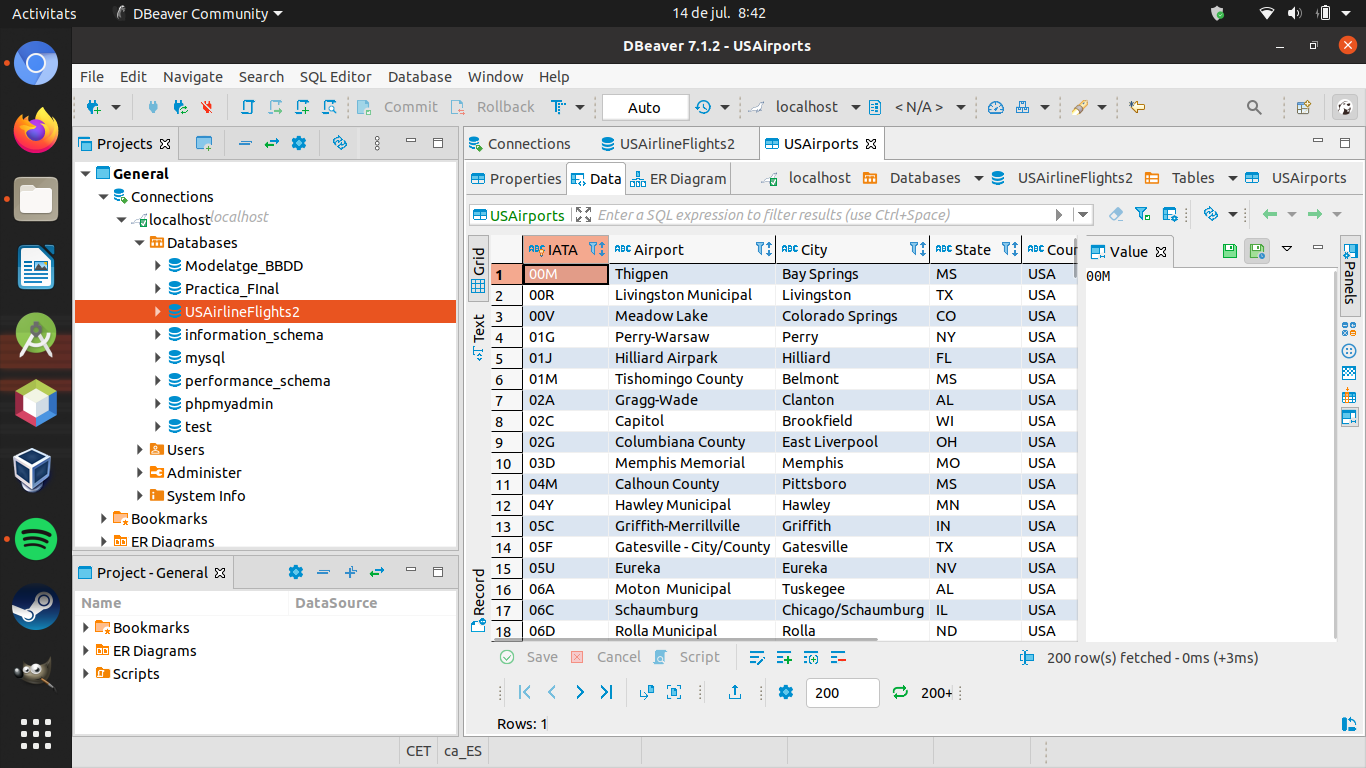 Activitats DBeaver Community 14 de jul. 8:42
DBeaver 7.1.2 - USAirports
File Edit Navigate Search SQL Editor Database Window Help
Commit Rollback Auto localhost < N/A >
Projects
General
Connections
localhost localhost
Databases
Modelatge_BBDD
Practica_FInal
USAirlineFlights2
information_schema
mysql
performance_schema
phpmyadmin
test
Users
Administer
System Info
Bookmarks
ER Diagrams
Project - General
Name DataSource
Bookmarks
ER Diagrams
Scripts
Connections USAirlineFlights2 USAirports
Properties Data ER Diagram localhost Databases USAirlineFlights2 Tables USAirports
USAirports Enter a SQL expression to filter results (use Ctrl+Space)
Grid
Text
Record
ABC IATA ABC Airport ABC City ABC State ABC Cour
1 00M Thigpen Bay Springs MS USA
2 00R Livingston Municipal Livingston TX USA
3 00V Meadow Lake Colorado Springs CO USA
4 01G Perry-Warsaw Perry NY USA
5 01J Hilliard Airpark Hilliard FL USA
6 01M Tishomingo County Belmont MS USA
7 02A Gragg-Wade Clanton AL USA
8 02C Capitol Brookfield WI USA
9 02G Columbiana County East Liverpool OH USA
10 03D Memphis Memorial Memphis MO USA
11 04M Calhoun County Pittsboro MS USA
12 04Y Hawley Municipal Hawley MN USA
13 05C Griffith-Merrillville Griffith IN USA
14 05F Gatesville - City/County Gatesville TX USA
15 05U Eureka Eureka NV USA
16 06A Moton Municipal Tuskegee AL USA
17 06C Schaumburg Chicago/Schaumburg IL USA
18 06D Rolla Municipal Rolla ND USA
Value
00M
Panels
Save Cancel Script 200 row(s) fetched - 0ms (+3ms)
200 200+
Rows: 1
CET ca_ES